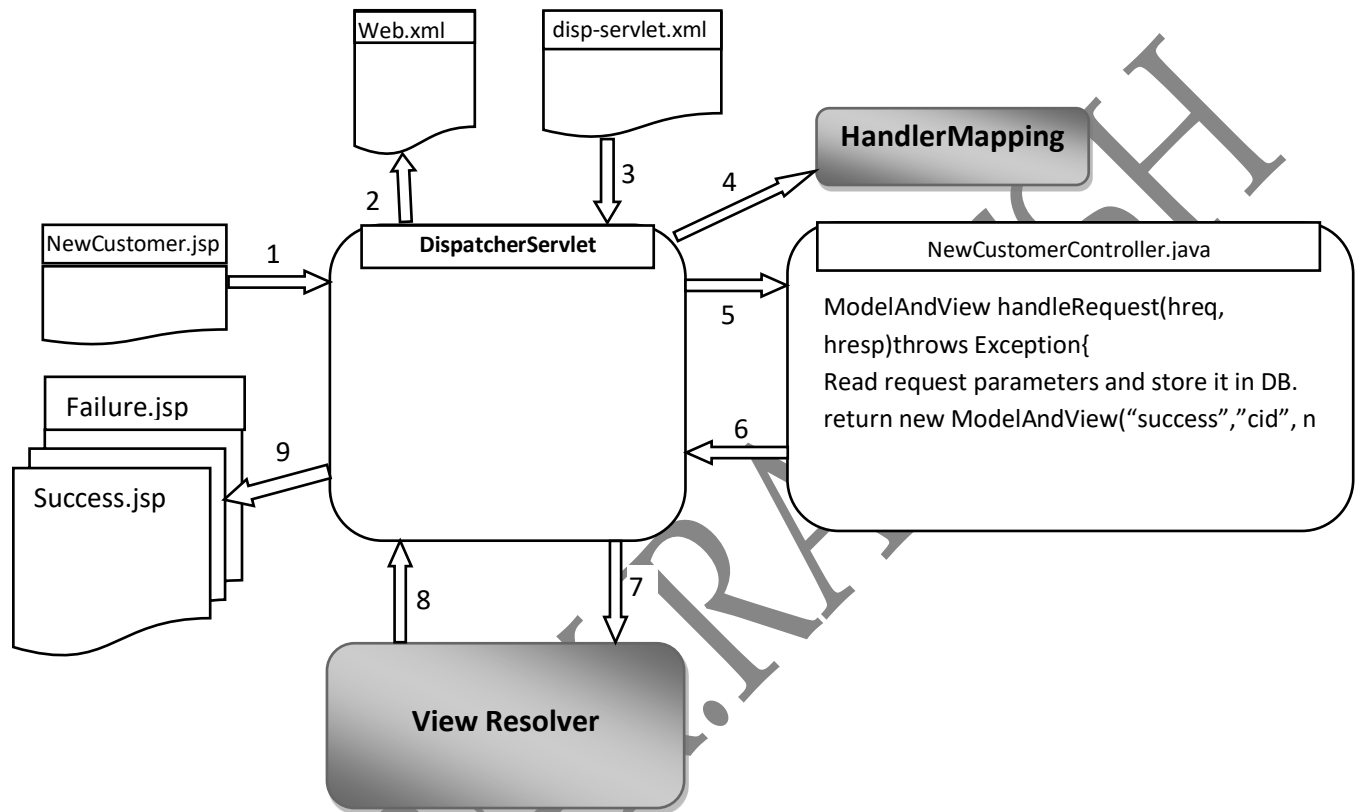 Web.xml
disp-servlet.xml
HandlerMapping
2
3
4
NewCustomer.jsp
1
DispatcherServlet
NewCustomerController.java
5
ModelAndView handleRequest(hreq,
hresp)throws Exception{
Read request parameters and store it in DB.
return new ModelAndView(“success”,”cid”, n
6
Failure.jsp
9
Success.jsp
8
7
View Resolver